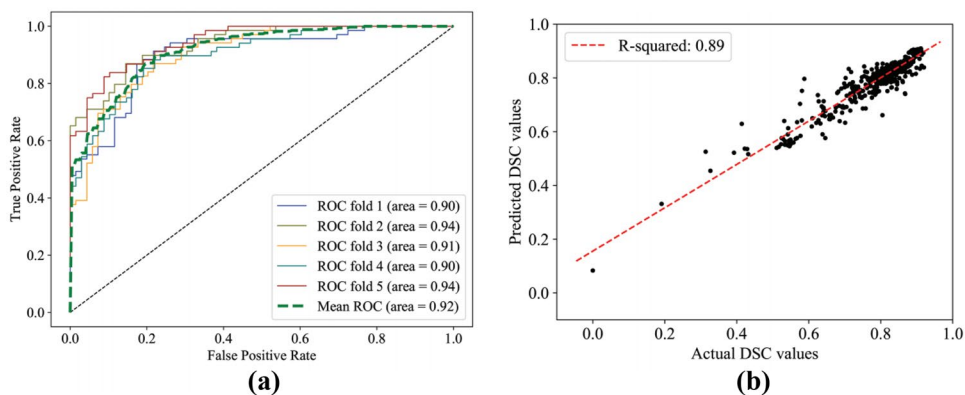 True Positive Rate
1.0
0.8
0.6
0.4
0.2
0.0
ROC fold 1 (area = 0.90)
ROC fold 2 (area = 0.94)
ROC fold 3 (area = 0.91)
ROC fold 4 (area = 0.90)
ROC fold 5 (area = 0.94)
Mean ROC (area = 0.92)
0.0 0.2 0.4 0.6 0.8 1.0
False Positive Rate
(a)
Predicted DSC values
1.0
0.8
0.6
0.4
0.2
0.0
R-squared: 0.89
0.0 0.2 0.4 0.6 0.8 1.0
Actual DSC values
(b)